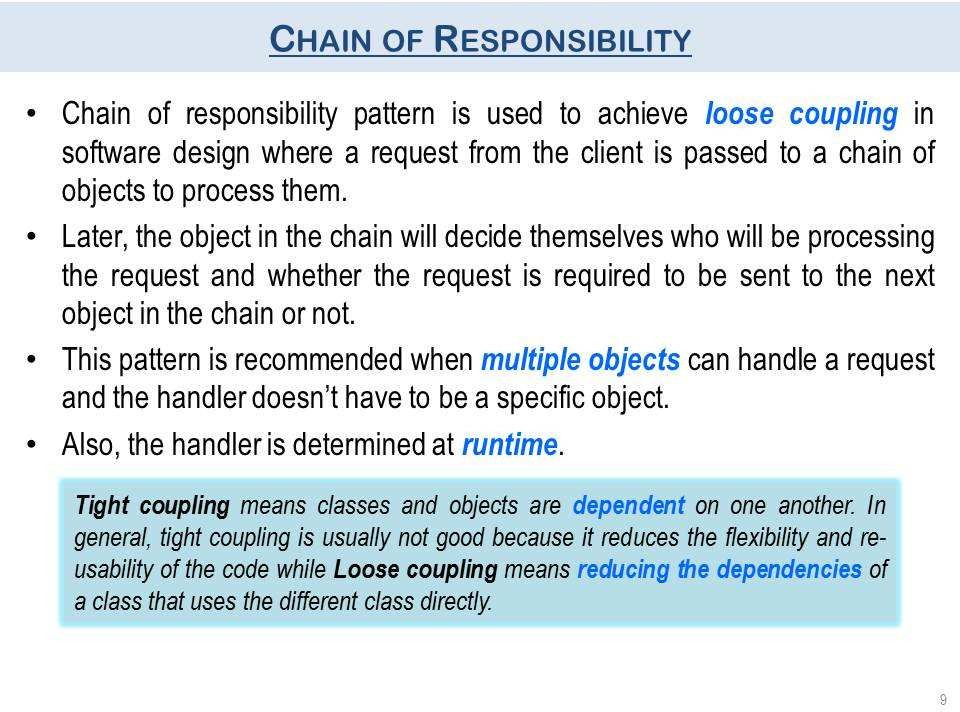 CHAIN OF RESPONSIBILITY
• Chain of responsibility pattern is used to achieve loose coupling in
software design where a request from the client is passed to a chain of
objects to process them.
• Later, the object in the chain will decide themselves who will be processing
the request and whether the request is required to be sent to the next
object in the chain or not.
• This pattern is recommended when multiple objects can handle a request
and the handler doesn’t have to be a specific object.
• Also, the handler is determined at runtime.
Tight coupling means classes and objects are dependent on one another. In
general, tight coupling is usually not good because it reduces the flexibility and re-
usability of the code while Loose coupling means reducing the dependencies of
a class that uses the different class directly.
9